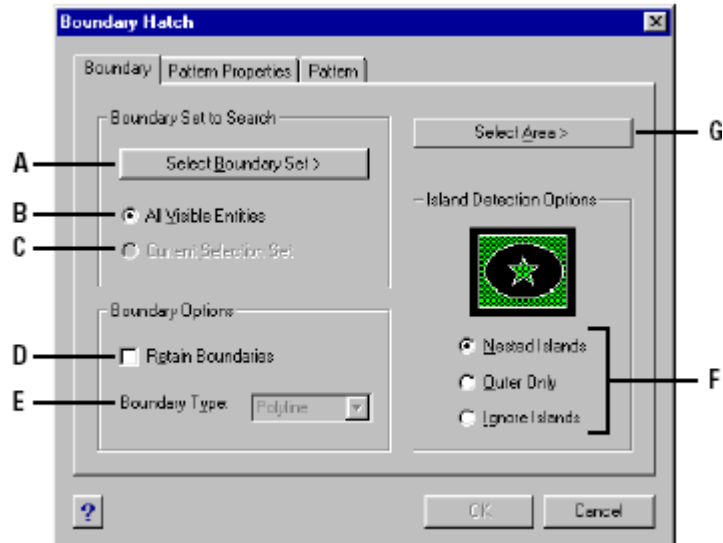 Boundary Hatch
Boundary Pattern Properties Pattern
Boundary Set to Search
A Select Boundary Set >
B All Visible Entities
C Current Selection Set
Boundary Options
D Retain Boundaries
E Boundary Type: Polyline
Select Area > G
Island Detection Options
Nested Islands
Outer Only F
Ignore Islands
? OK Cancel